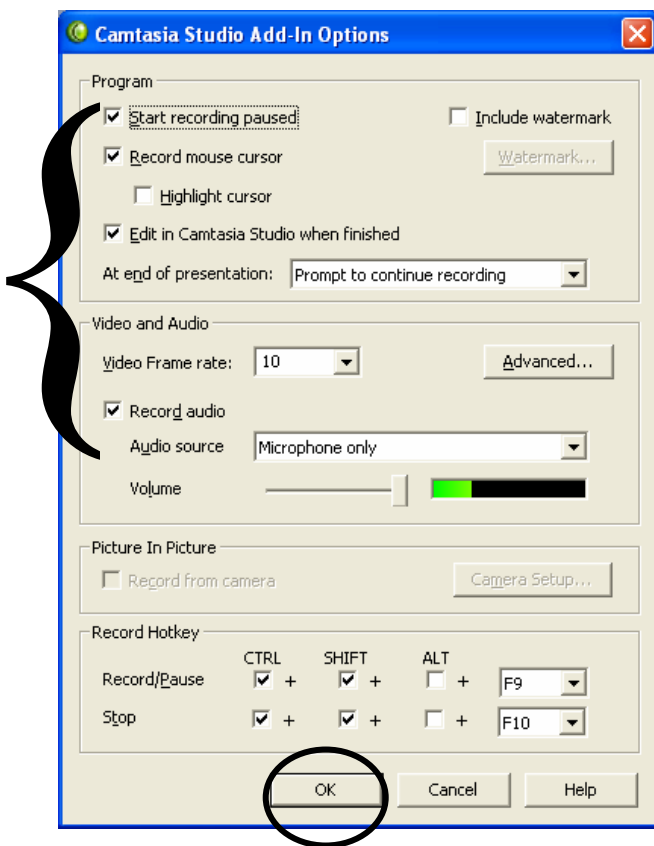 Camtasia Studio Add-In Options
Program
Start recording paused
Include watermark
Record mouse cursor
Watermark...
Highlight cursor
Edit in Camtasia Studio when finished
At end of presentation: Prompt to continue recording
Video and Audio
Video Frame rate: 10
Advanced...
Record audio
Audio source Microphone only
Volume
Picture In Picture
Record from camera
Camera Setup...
Record Hotkey
CTRL SHIFT ALT
Record/Pause + + + F9
Stop + + + F10
OK Cancel Help